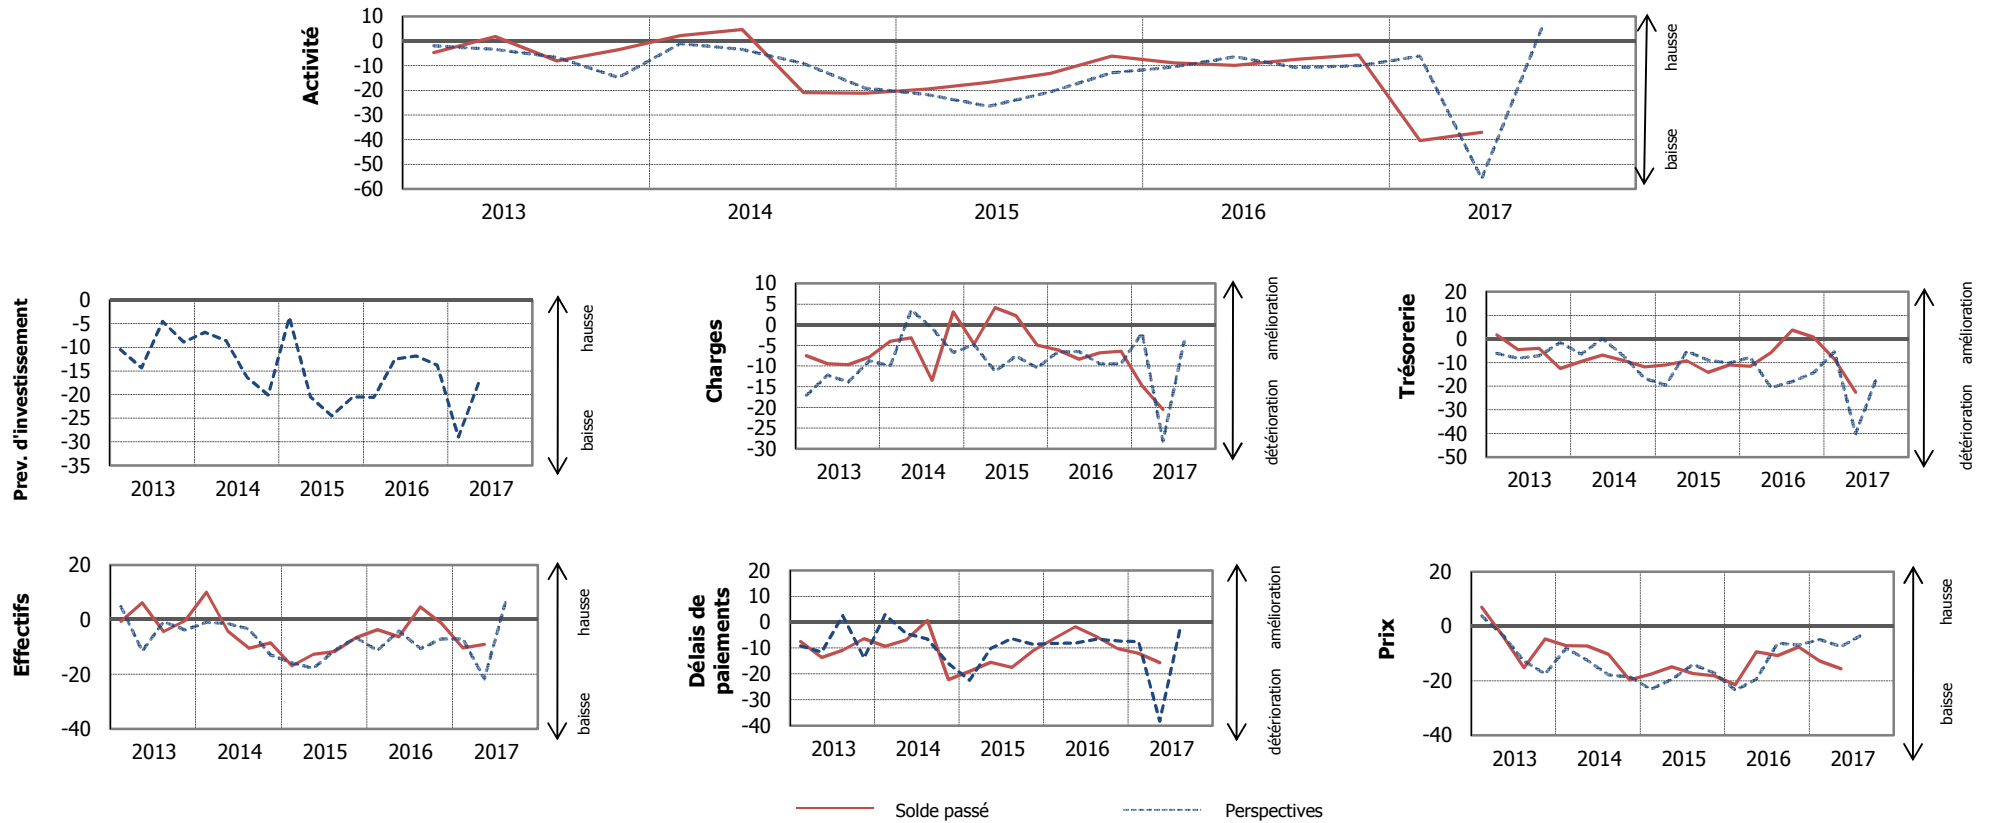 Activité
10
0
-10
-20
-30
-40
-50
-60
2013 2014 2015 2016 2017
hausse
baisse
Prev. d'investissement
0
-5
-10
-15
-20
-25
-30
-35
2013 2014 2015 2016 2017
hausse
baisse
Charges
10
5
0
-5
-10
-15
-20
-25
-30
2013 2014 2015 2016 2017
amélioration
détérioration
Trésorerie
20
10
0
-10
-20
-30
-40
-50
2013 2014 2015 2016 2017
amélioration
détérioration
Effectifs
20
0
-20
-40
2013 2014 2015 2016 2017
hausse
baisse
Délais de
paiements
20
10
0
-10
-20
-30
-40
2013 2014 2015 2016 2017
amélioration
détérioration
Prix
20
0
-20
-40
2013 2014 2015 2016 2017
hausse
baisse
Solde passé Perspectives